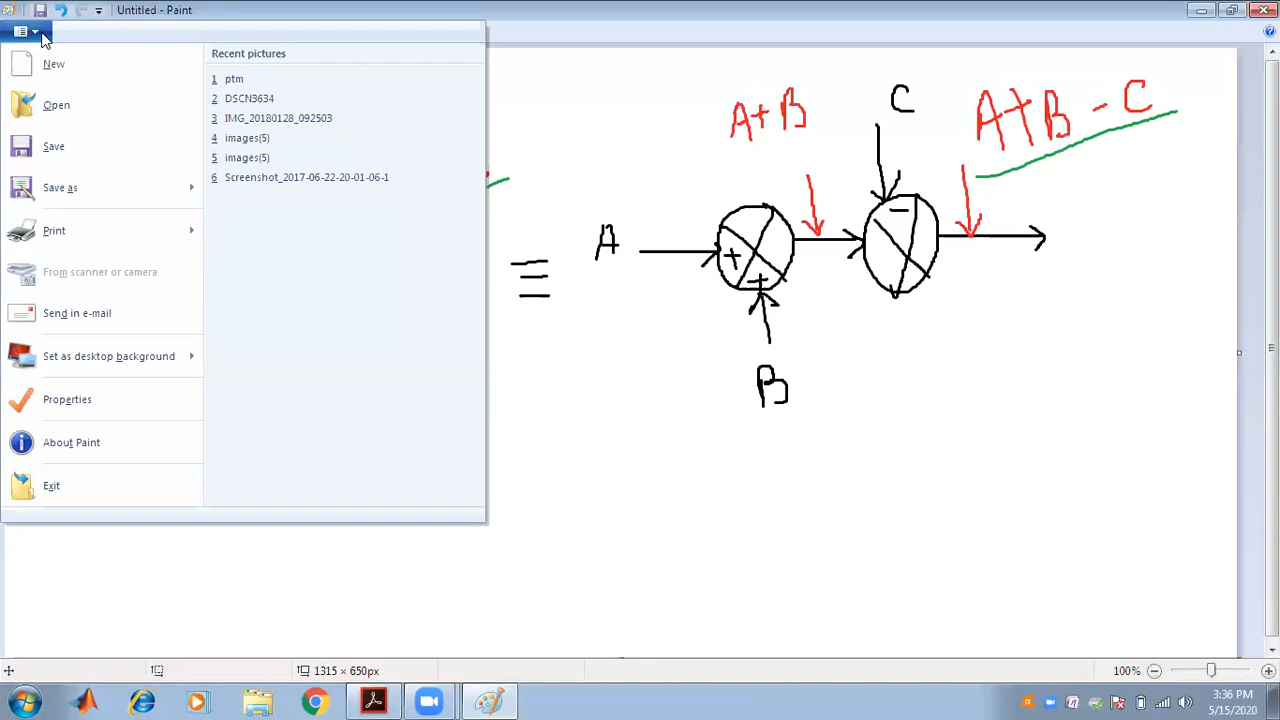 Untitled - Paint
New
Open
Save
Save as
Print
From scanner or camera
Send in e-mail
Set as desktop background
Properties
About Paint
Exit
Recent pictures
1 ptm
2 DSCN3634
3 IMG_20180128_092503
4 images(5)
5 images(5)
6 Screenshot_2017-06-22-20-01-06-1
A+B
C
A+B-C
A
+
+
-
B
≡
1315 × 650px
100%
3:36 PM
5/15/2020